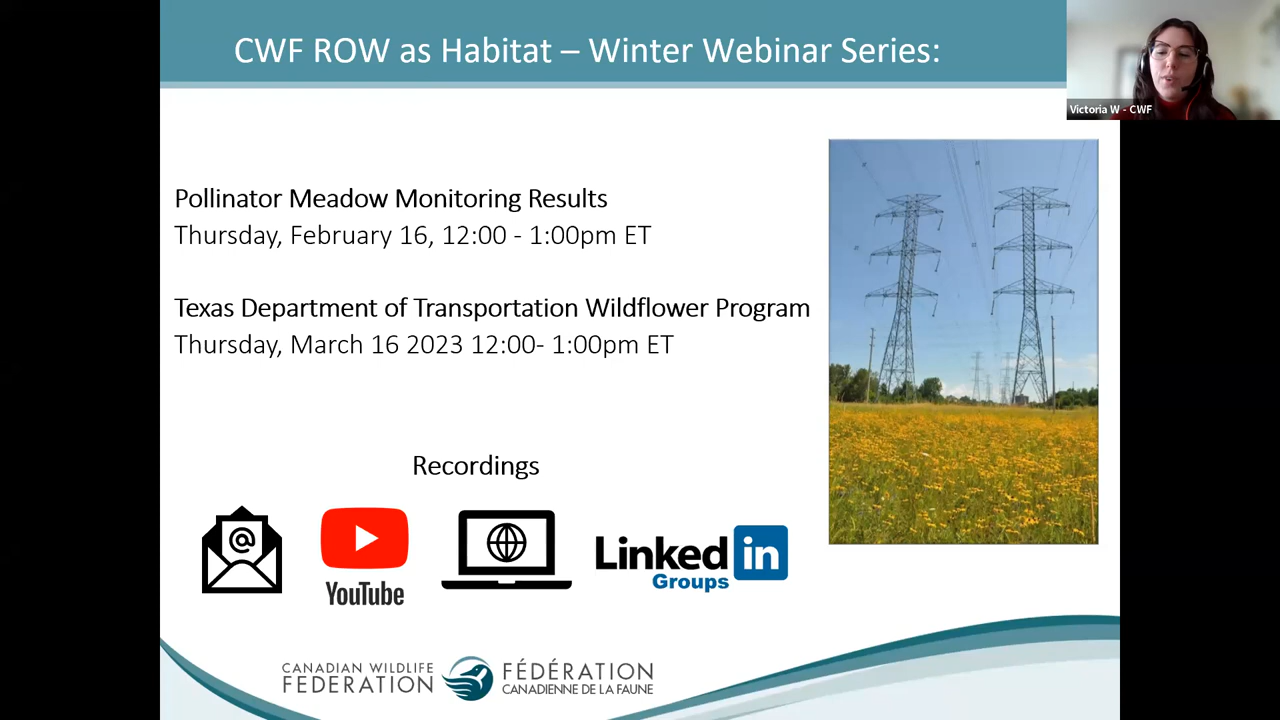 CWF ROW as Habitat – Winter Webinar Series:
Victoria W - CWF
Pollinator Meadow Monitoring Results
Thursday, February 16, 12:00 - 1:00pm ET
Texas Department of Transportation Wildflower Program
Thursday, March 16 2023 12:00- 1:00pm ET
Recordings
@
YouTube
Linked in
Groups
CANADIAN WILDLIFE
FEDERATION
FÉDÉRATION
CANADIENNE DE LA FAUNE